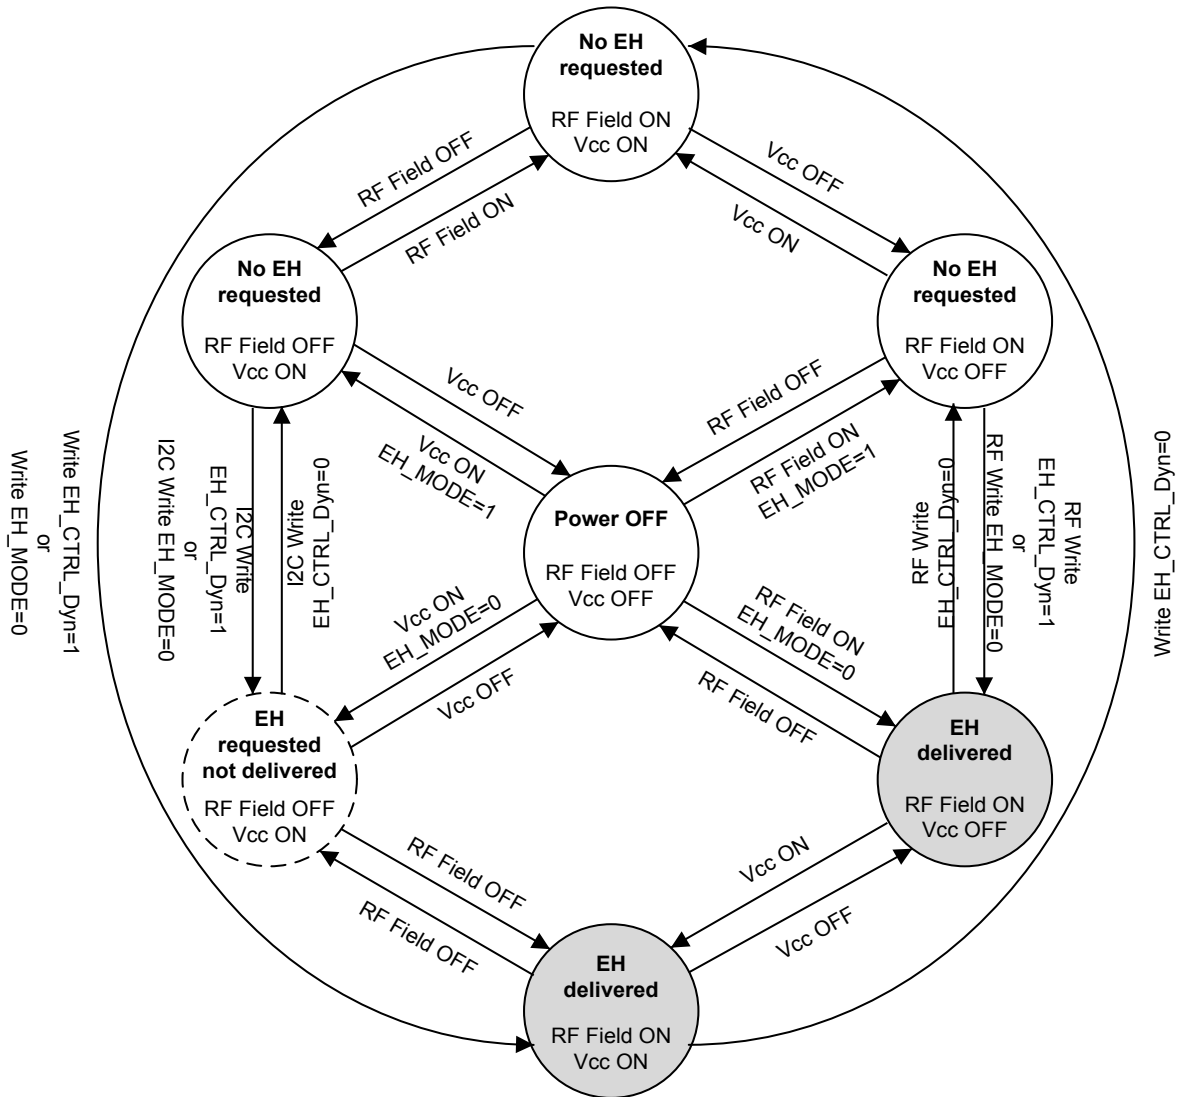 No EH
requested
RF Field ON
Vcc ON
RF Field OFF
RF Field ON
Vcc OFF
Vcc ON
No EH
requested
RF Field OFF
Vcc ON
No EH
requested
RF Field ON
Vcc OFF
Vcc OFF
Vcc ON
EH_MODE=1
RF Field OFF
RF Field ON
EH_MODE=1
Write EH_CTRL_Dyn=1
or
Write EH_MODE=0
I2C Write
EH_CTRL_Dyn=1
or
I2C Write EH_MODE=0
I2C Write
EH_CTRL_Dyn=0
Power OFF
RF Field OFF
Vcc OFF
RF Write
EH_CTRL_Dyn=0
RF Write
EH_CTRL_Dyn=1
or
RF Write EH_MODE=0
Write EH_CTRL_Dyn=0
Vcc ON
EH_MODE=0
Vcc OFF
RF Field ON
EH_MODE=0
RF Field OFF
EH
requested
not delivered
RF Field OFF
Vcc ON
EH
delivered
RF Field ON
Vcc OFF
RF Field OFF
RF Field OFF
Vcc ON
Vcc OFF
EH
delivered
RF Field ON
Vcc ON